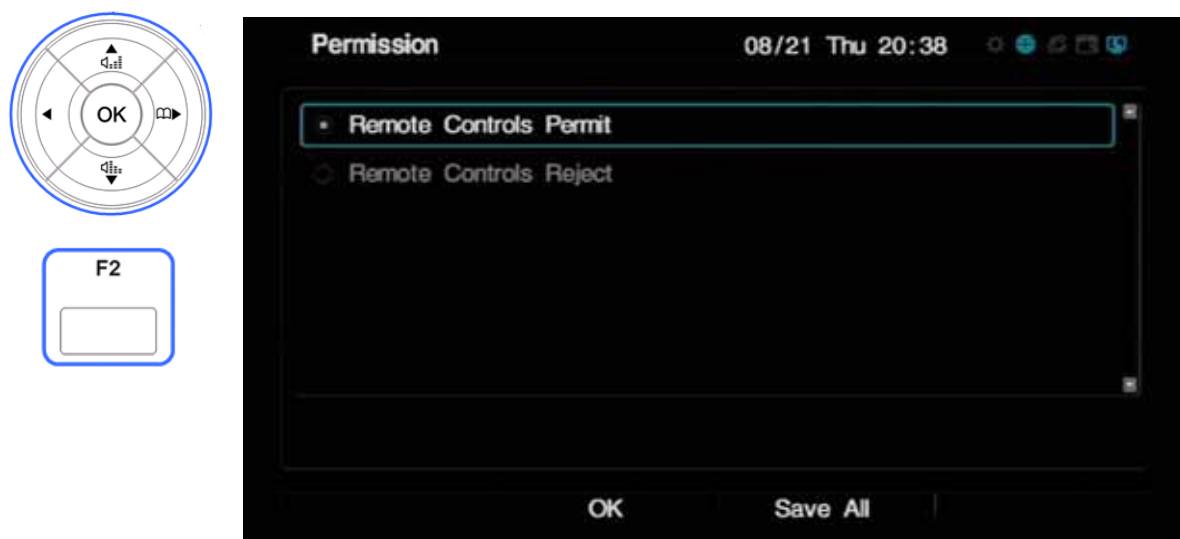 OK
F2
Permission 08/21 Thu 20:38
Remote Controls Permit
Remote Controls Reject
OK Save All